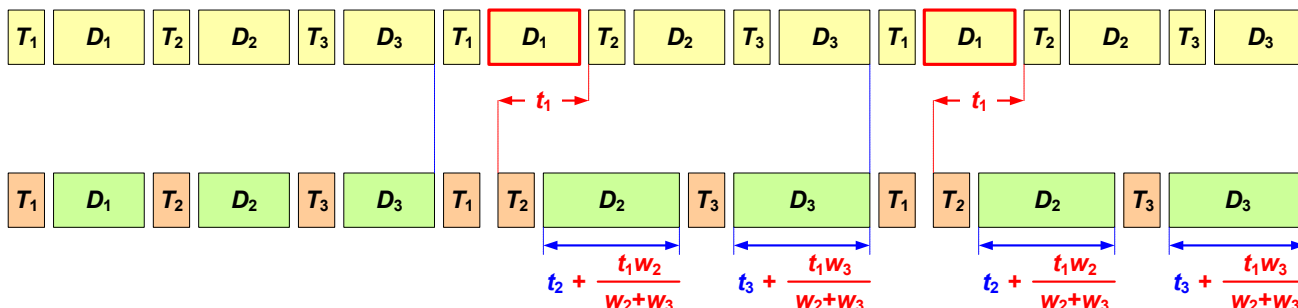 T₁ D₁ T₂ D₂ T₃ D₃ T₁ D₁ T₂ D₂ T₃ D₃ T₁ D₁ T₂ D₂ T₃ D₃
t₁ t₁
T₁ D₁ T₂ D₂ T₃ D₃ T₁ T₂ D₂ T₃ D₃ T₁ T₂ D₂ T₃ D₃
t₁w₂ t₁w₃ t₁w₂ t₁w₃
t₂ + t₃ + t₂ + t₃ +
w₂+w₃ w₂+w₃ w₂+w₃ w₂+w₃